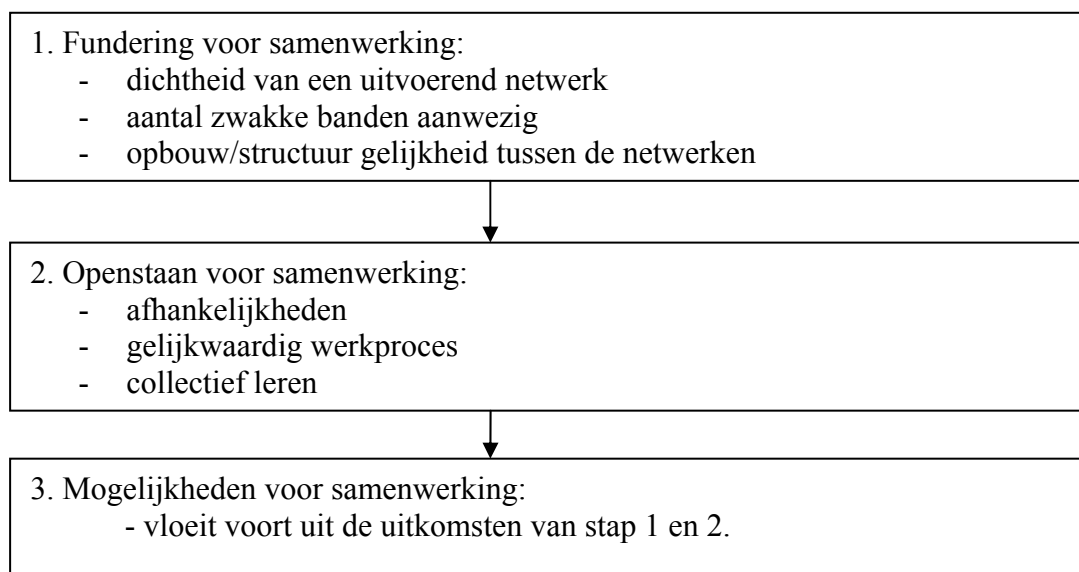 1. Fundering voor samenwerking:
- dichtheid van een uitvoerend netwerk
- aantal zwakke banden aanwezig
- opbouw/structuur gelijkheid tussen de netwerken
2. Openstaan voor samenwerking:
- afhankelijkheden
- gelijkwaardig werkproces
- collectief leren
3. Mogelijkheden voor samenwerking:
- vloeit voort uit de uitkomsten van stap 1 en 2.